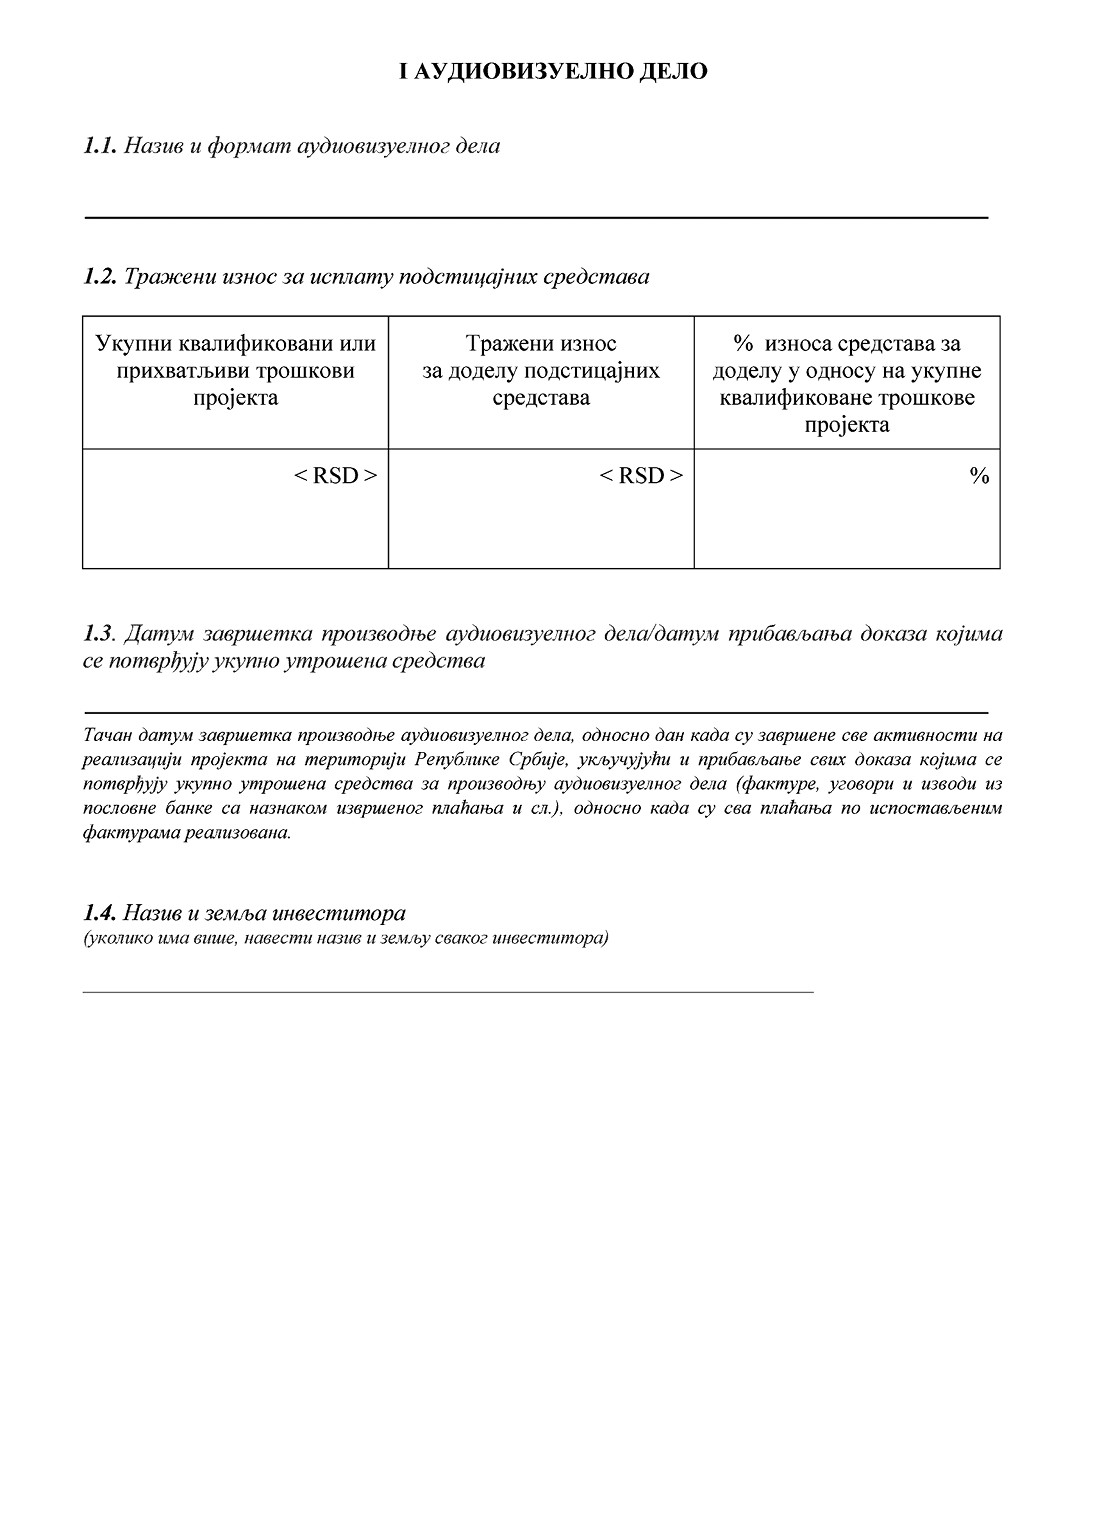 I АУДИОВИЗУЕЛНО ДЕЛО
1.1. Назив и формат аудиовизуелног дела
1.2. Тражени износ за исплату подстицајних средстава
Укупни квалификовани или
прихватљиви трошкови
пројекта
Тражени износ
за доделу подстицајних
средстава
% износа средстава за
доделу у односу на укупне
квалификоване трошкове
пројекта
< RSD >
< RSD >
%
1.3. Датум завршетка производње аудиовизуелног дела/датум прибављања доказа којима
се потврђују укупно утрошена средства
Тачан датум завршетка производње аудиовизуелног дела, односно дан када су завршене све активности на
реализацији пројекта на територији Републике Србије, укључујући и прибављање свих доказа којима се
потврђују укупно утрошена средства за производњу аудиовизуелног дела (фактуре, уговори и изводи из
пословне банке са назнаком извршеног плаћања и сл.), односно када су сва плаћања по испостављеним
фактурама реализована.
1.4. Назив и земља инвеститора
(уколико има више, навести назив и земљу сваког инвеститора)